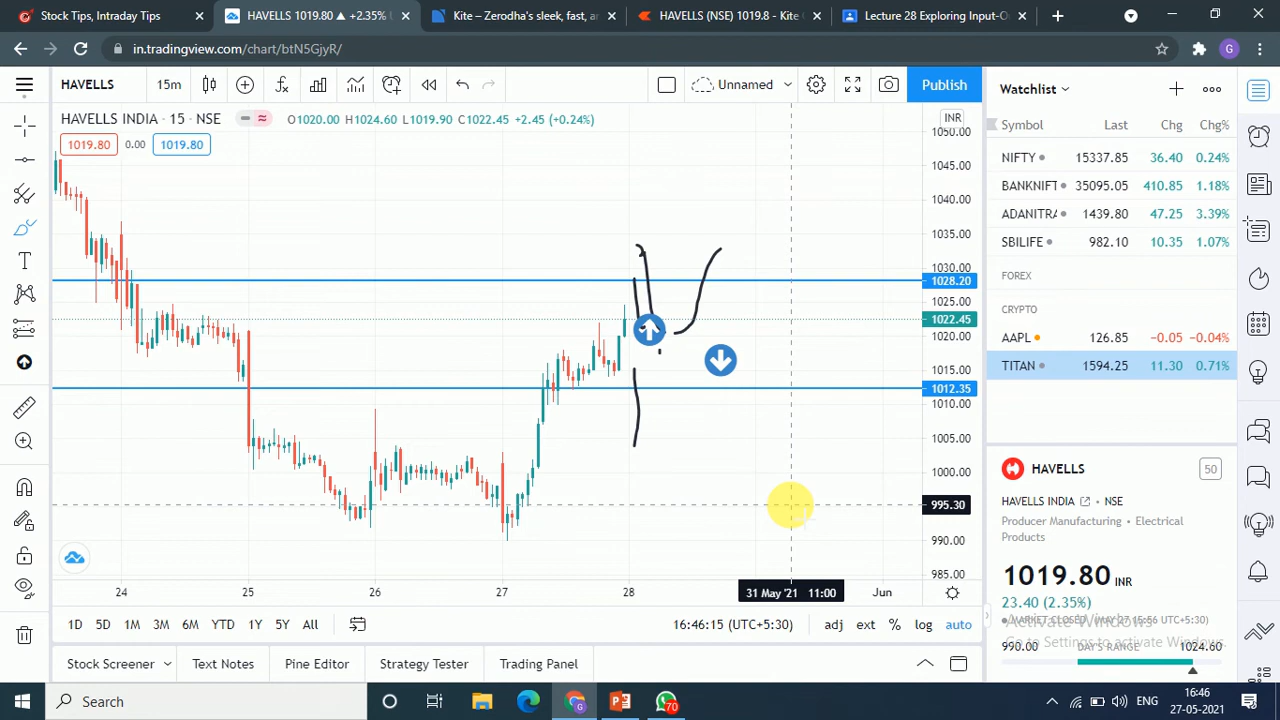 Stock Tips, Intraday Tips
HAVELLS 1019.80 ▲ +2.35% U
Kite – Zerodha's sleek, fast, an
HAVELLS (NSE) 1019.8 - Kite C
Lecture 28 Exploring Input-O
in.tradingview.com/chart/btN5GjyR/
G
HAVELLS
15m
Unnamed
Publish
HAVELLS INDIA · 15 · NSE
O1020.00 H1024.60 L1019.90 C1022.45 +2.45 (+0.24%)
1019.80
0.00
1019.80
INR
1050.00
1045.00
1040.00
1035.00
1030.00
1028.20
1025.00
1022.45
1020.00
1015.00
1012.35
1010.00
1005.00
1000.00
995.30
990.00
985.00
24
25
26
27
28
31 May '21 11:00
Jun
1D 5D 1M 3M 6M YTD 1Y 5Y All
16:46:15 (UTC+5:30)
adj ext % log auto
Stock Screener
Text Notes
Pine Editor
Strategy Tester
Trading Panel
Watchlist
Symbol Last Chg Chg%
NIFTY 15337.85 36.40 0.24%
BANKNIFT 35095.05 410.85 1.18%
ADANITRA 1439.80 47.25 3.39%
SBILIFE 982.10 10.35 1.07%
FOREX
CRYPTO
AAPL 126.85 −0.05 −0.04%
TITAN 1594.25 11.30 0.71%
HAVELLS
50
HAVELLS INDIA · NSE
Producer Manufacturing · Electrical
Products
1019.80 INR
23.40 (2.35%)
MARKET CLOSED (MAY 27 15:56 UTC+5:30)
Activate Windows
Go to Settings to activate Windows.
990.00 DAY'S RANGE 1024.60
Search
70
ENG
16:46
27-05-2021